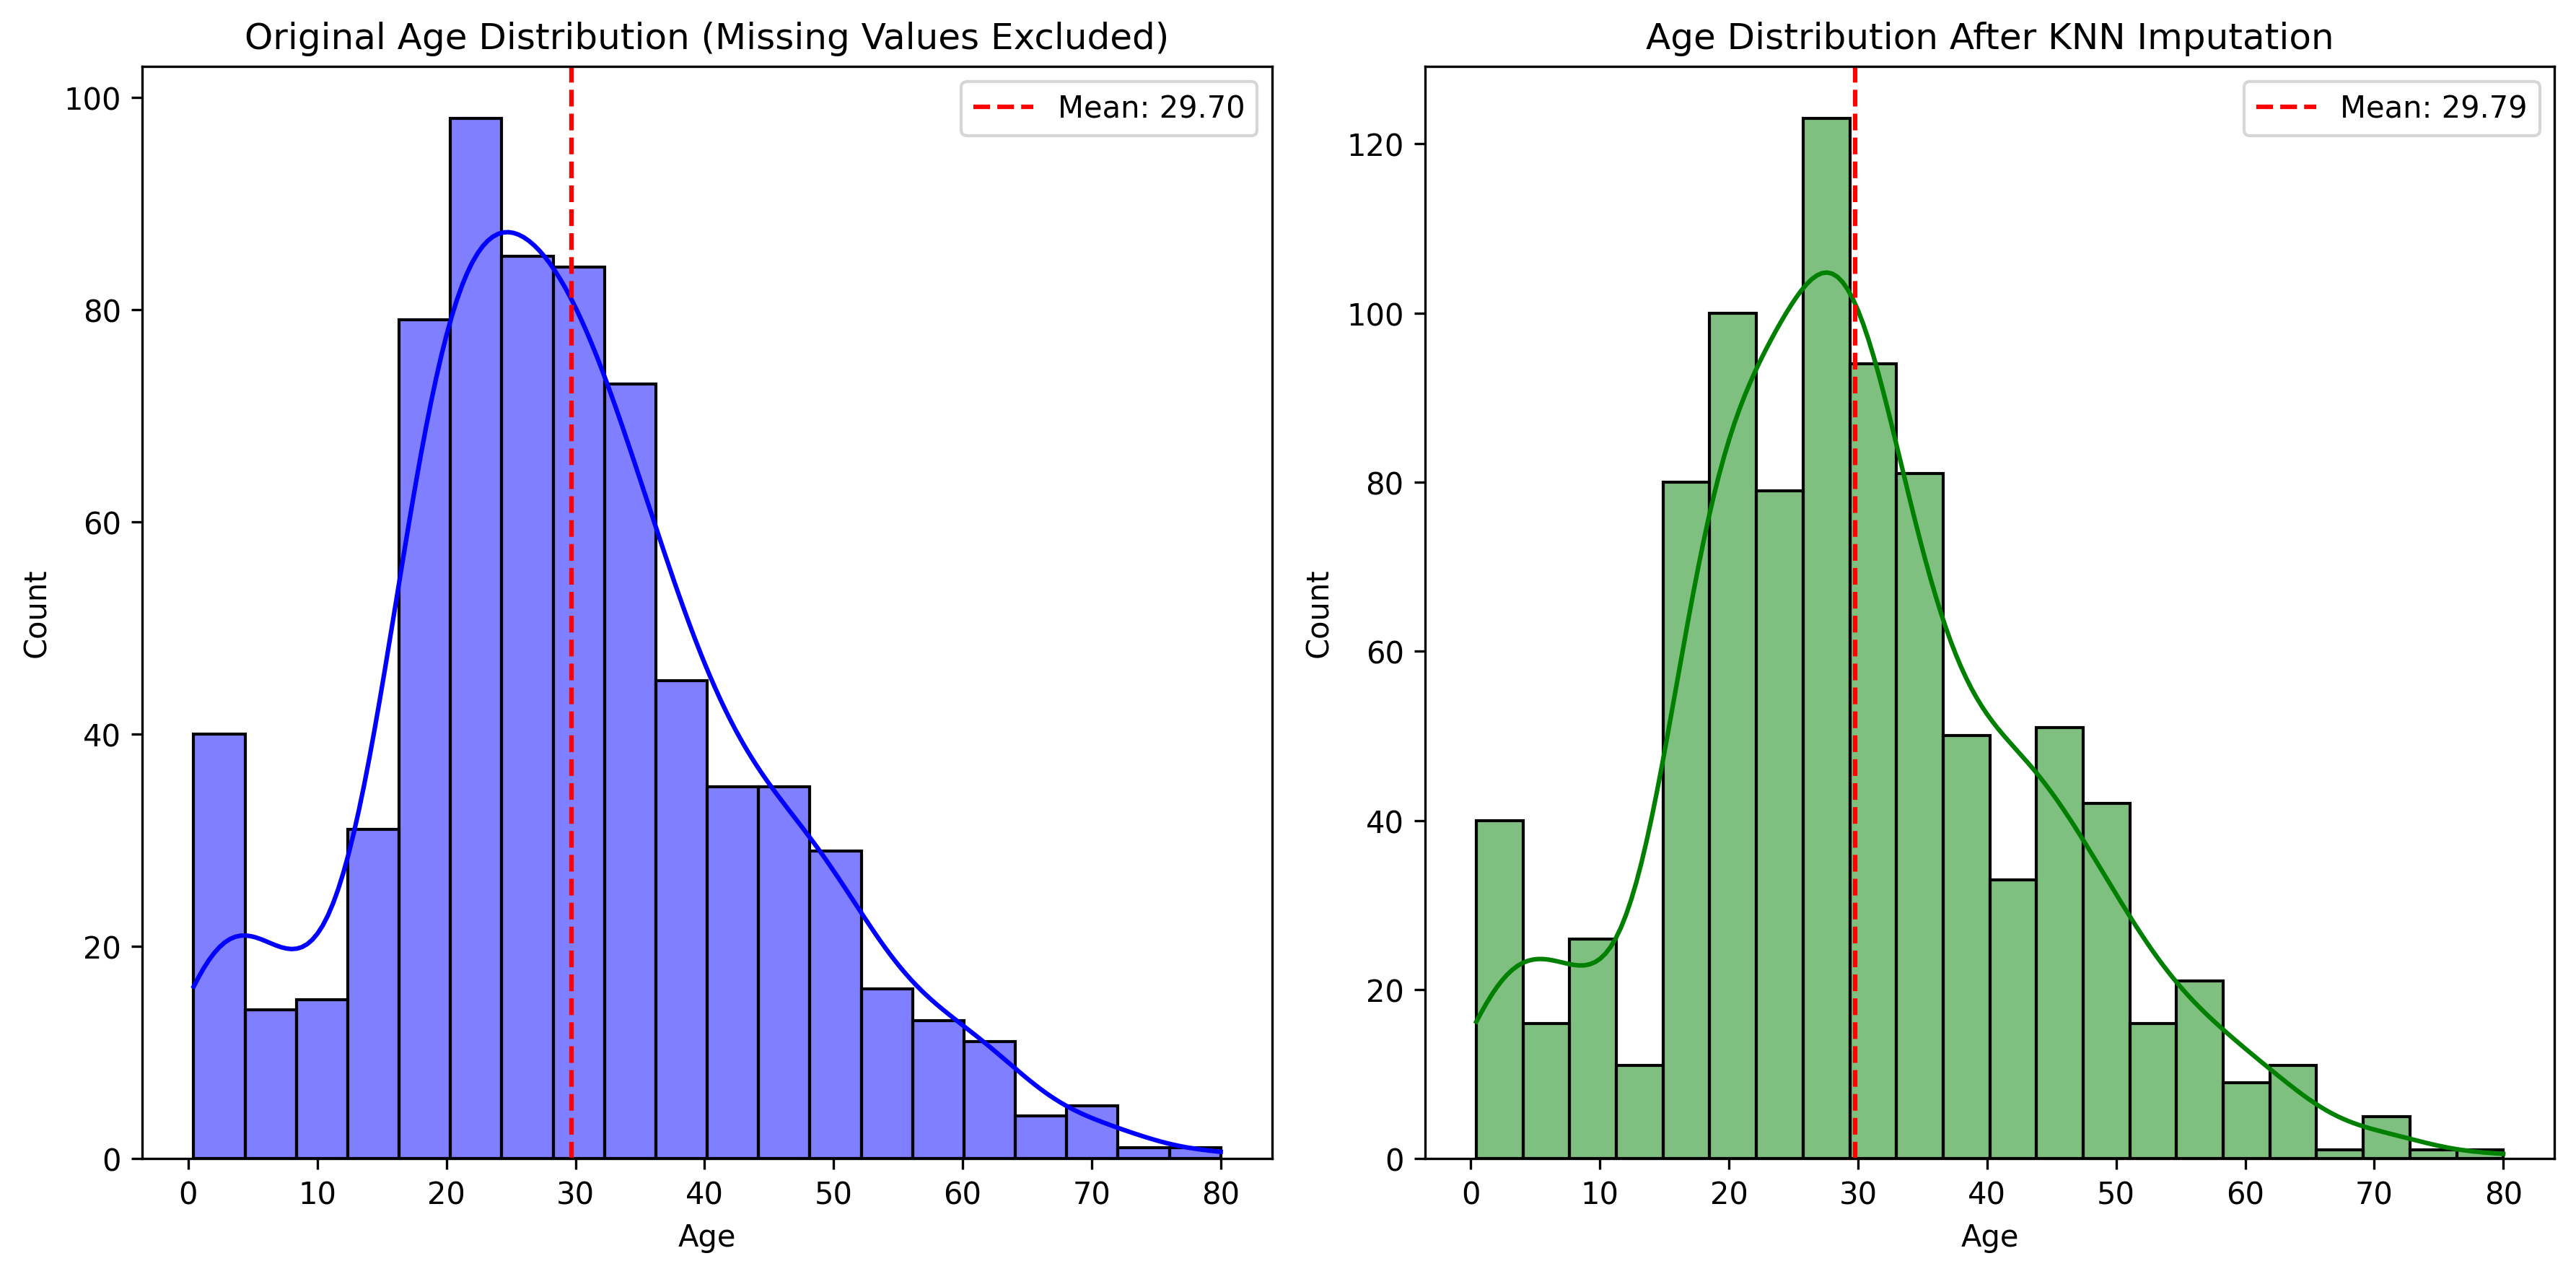 Original Age Distribution (Missing Values Excluded)
Mean: 29.70
100
80
60
40
20
0
Count
0 10 20 30 40 50 60 70 80
Age
Age Distribution After KNN Imputation
Mean: 29.79
120
100
80
60
40
20
0
Count
0 10 20 30 40 50 60 70 80
Age